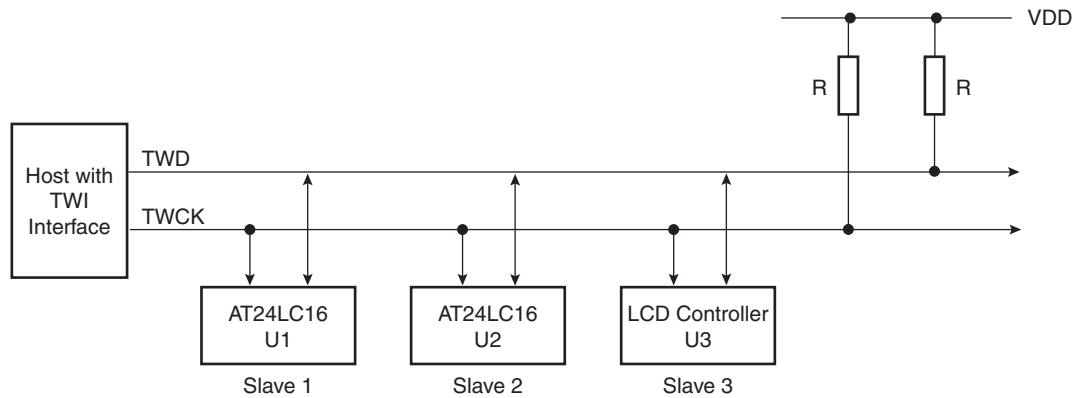 VDD
R
R
Host with
TWI
Interface
TWD
TWCK
AT24LC16
U1
AT24LC16
U2
LCD Controller
U3
Slave 1
Slave 2
Slave 3